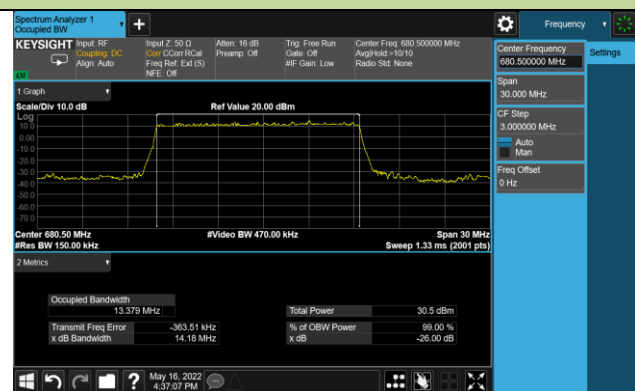 Spectrum Analyzer 1
Occupied BW
+
Frequency
KEYSIGHT
Input: RF
Coupling: DC
Align: Auto
Input Z: 50 Ω
Corr CCorr RCal
Freq Ref: Ext (S)
NFE: Off
Atten: 16 dB
Preamp: Off
Trig: Free Run
Gate: Off
#IF Gain: Low
Center Freq: 680.500000 MHz
Avg|Hold:>10/10
Radio Std: None
LXI
Center Frequency
680.500000 MHz
Settings
Span
30.000 MHz
CF Step
3.000000 MHz
Auto
Man
Freq Offset
0 Hz
1 Graph
Scale/Div 10.0 dB
Ref Value 20.00 dBm
Log
10.0
0.00
-10.0
-20.0
-30.0
-40.0
-50.0
-60.0
-70.0
Center 680.50 MHz
#Video BW 470.00 kHz
Span 30 MHz
#Res BW 150.00 kHz
Sweep 1.33 ms (2001 pts)
2 Metrics
Occupied Bandwidth
13.379 MHz
Total Power 30.5 dBm
Transmit Freq Error -363.51 kHz
% of OBW Power 99.00 %
x dB Bandwidth 14.18 MHz
x dB -26.00 dB
?
May 16, 2022
4:37:07 PM